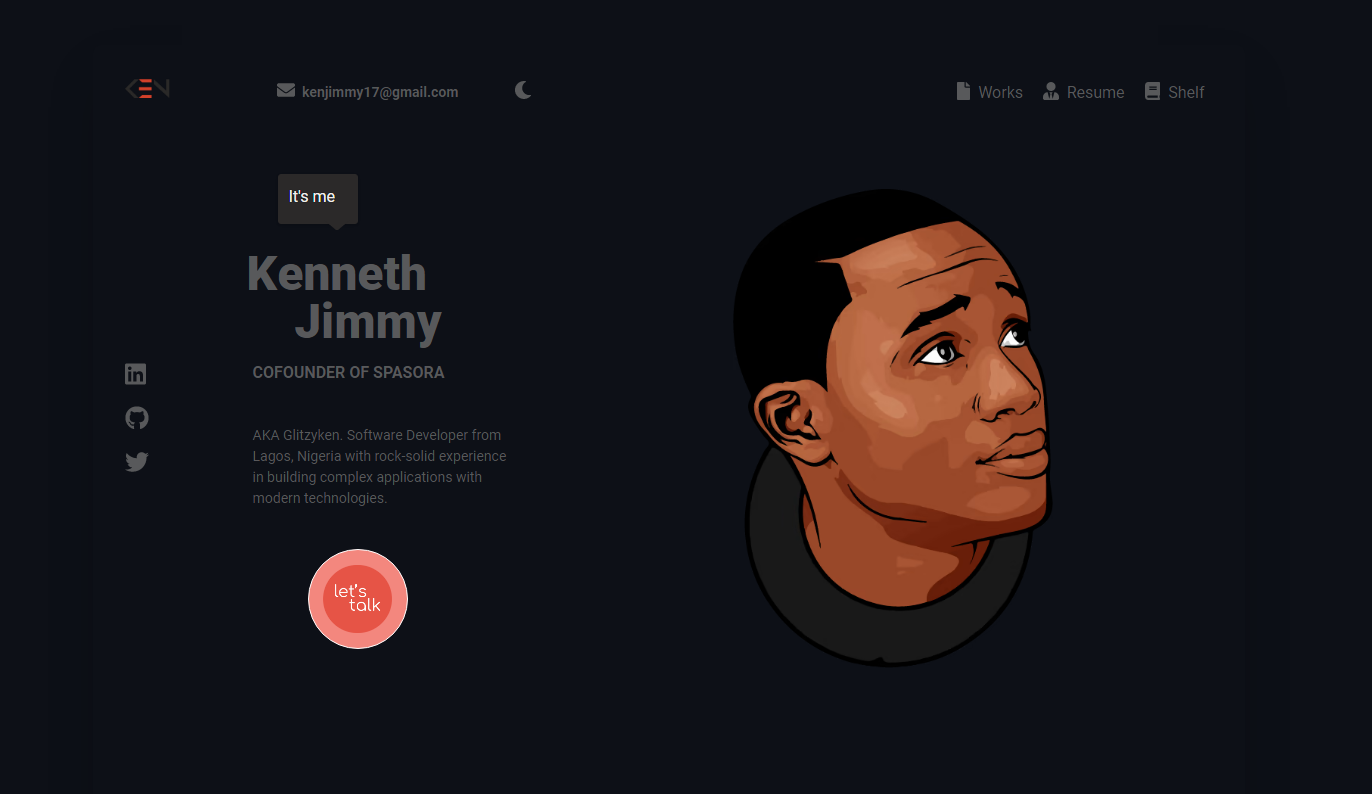 KEN
kenjimmy17@gmail.com
Works
Resume
Shelf
It's me
Kenneth
Jimmy
COFOUNDER OF SPASORA
AKA Glitzyken. Software Developer from
Lagos, Nigeria with rock-solid experience
in building complex applications with
modern technologies.
in
let's
talk